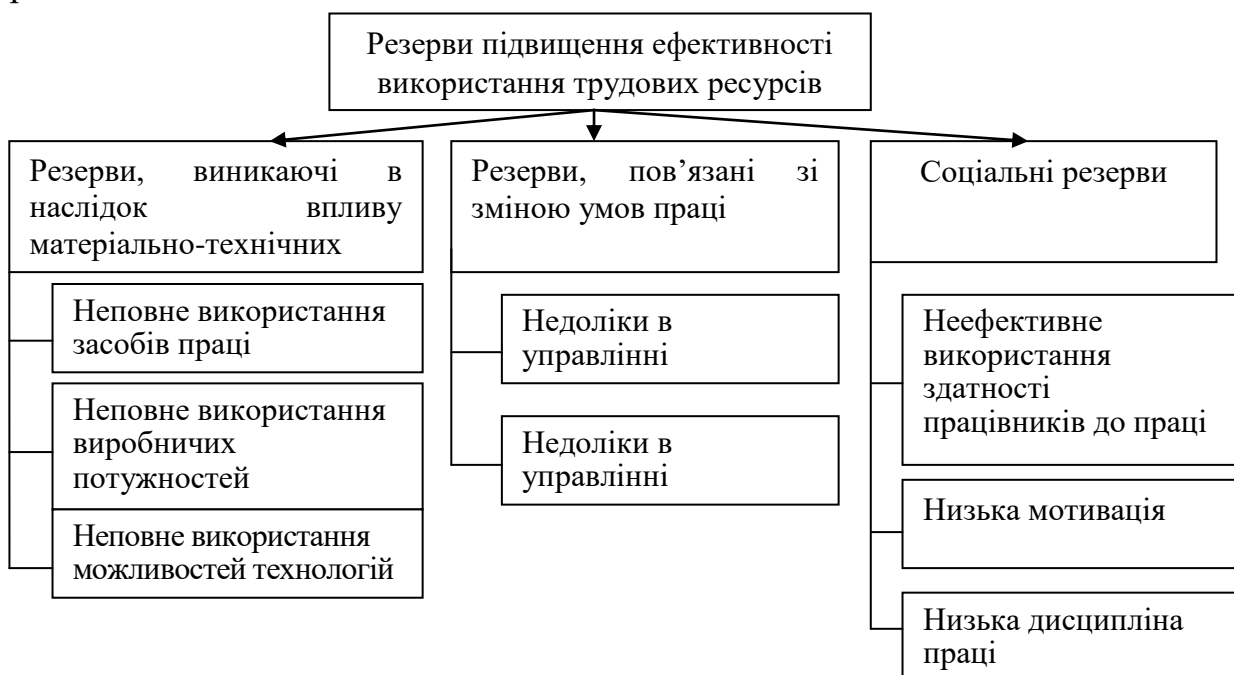 Резерви підвищення ефективності
використання трудових ресурсів
Резерви, виникаючі в
наслідок впливу
матеріально-технічних
Резерви, пов’язані зі
зміною умов праці
Соціальні резерви
Неповне використання
засобів праці
Неповне використання
виробничих
потужностей
Неповне використання
можливостей технологій
Недоліки в
управлінні
Недоліки в
управлінні
Неефективне
використання
здатності
працівників до праці
Низька мотивація
Низька дисципліна
праці